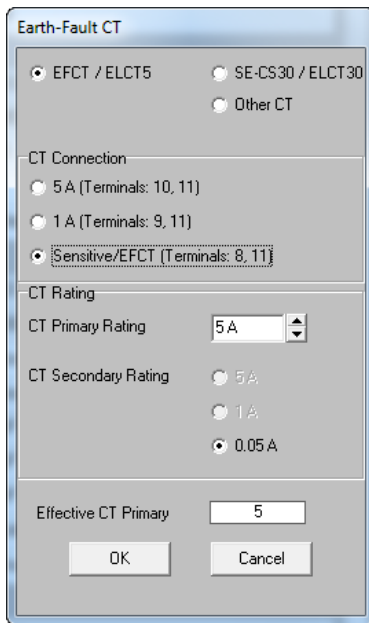 Earth-Fault CT
EFCT / ELCT5
SE-CS30 / ELCT30
Other CT
CT Connection
5 A (Terminals: 10, 11)
1 A (Terminals: 9, 11)
Sensitive/EFCT (Terminals: 8, 11)
CT Rating
CT Primary Rating
5 A
CT Secondary Rating
5 A
1 A
0.05 A
Effective CT Primary
5
OK
Cancel